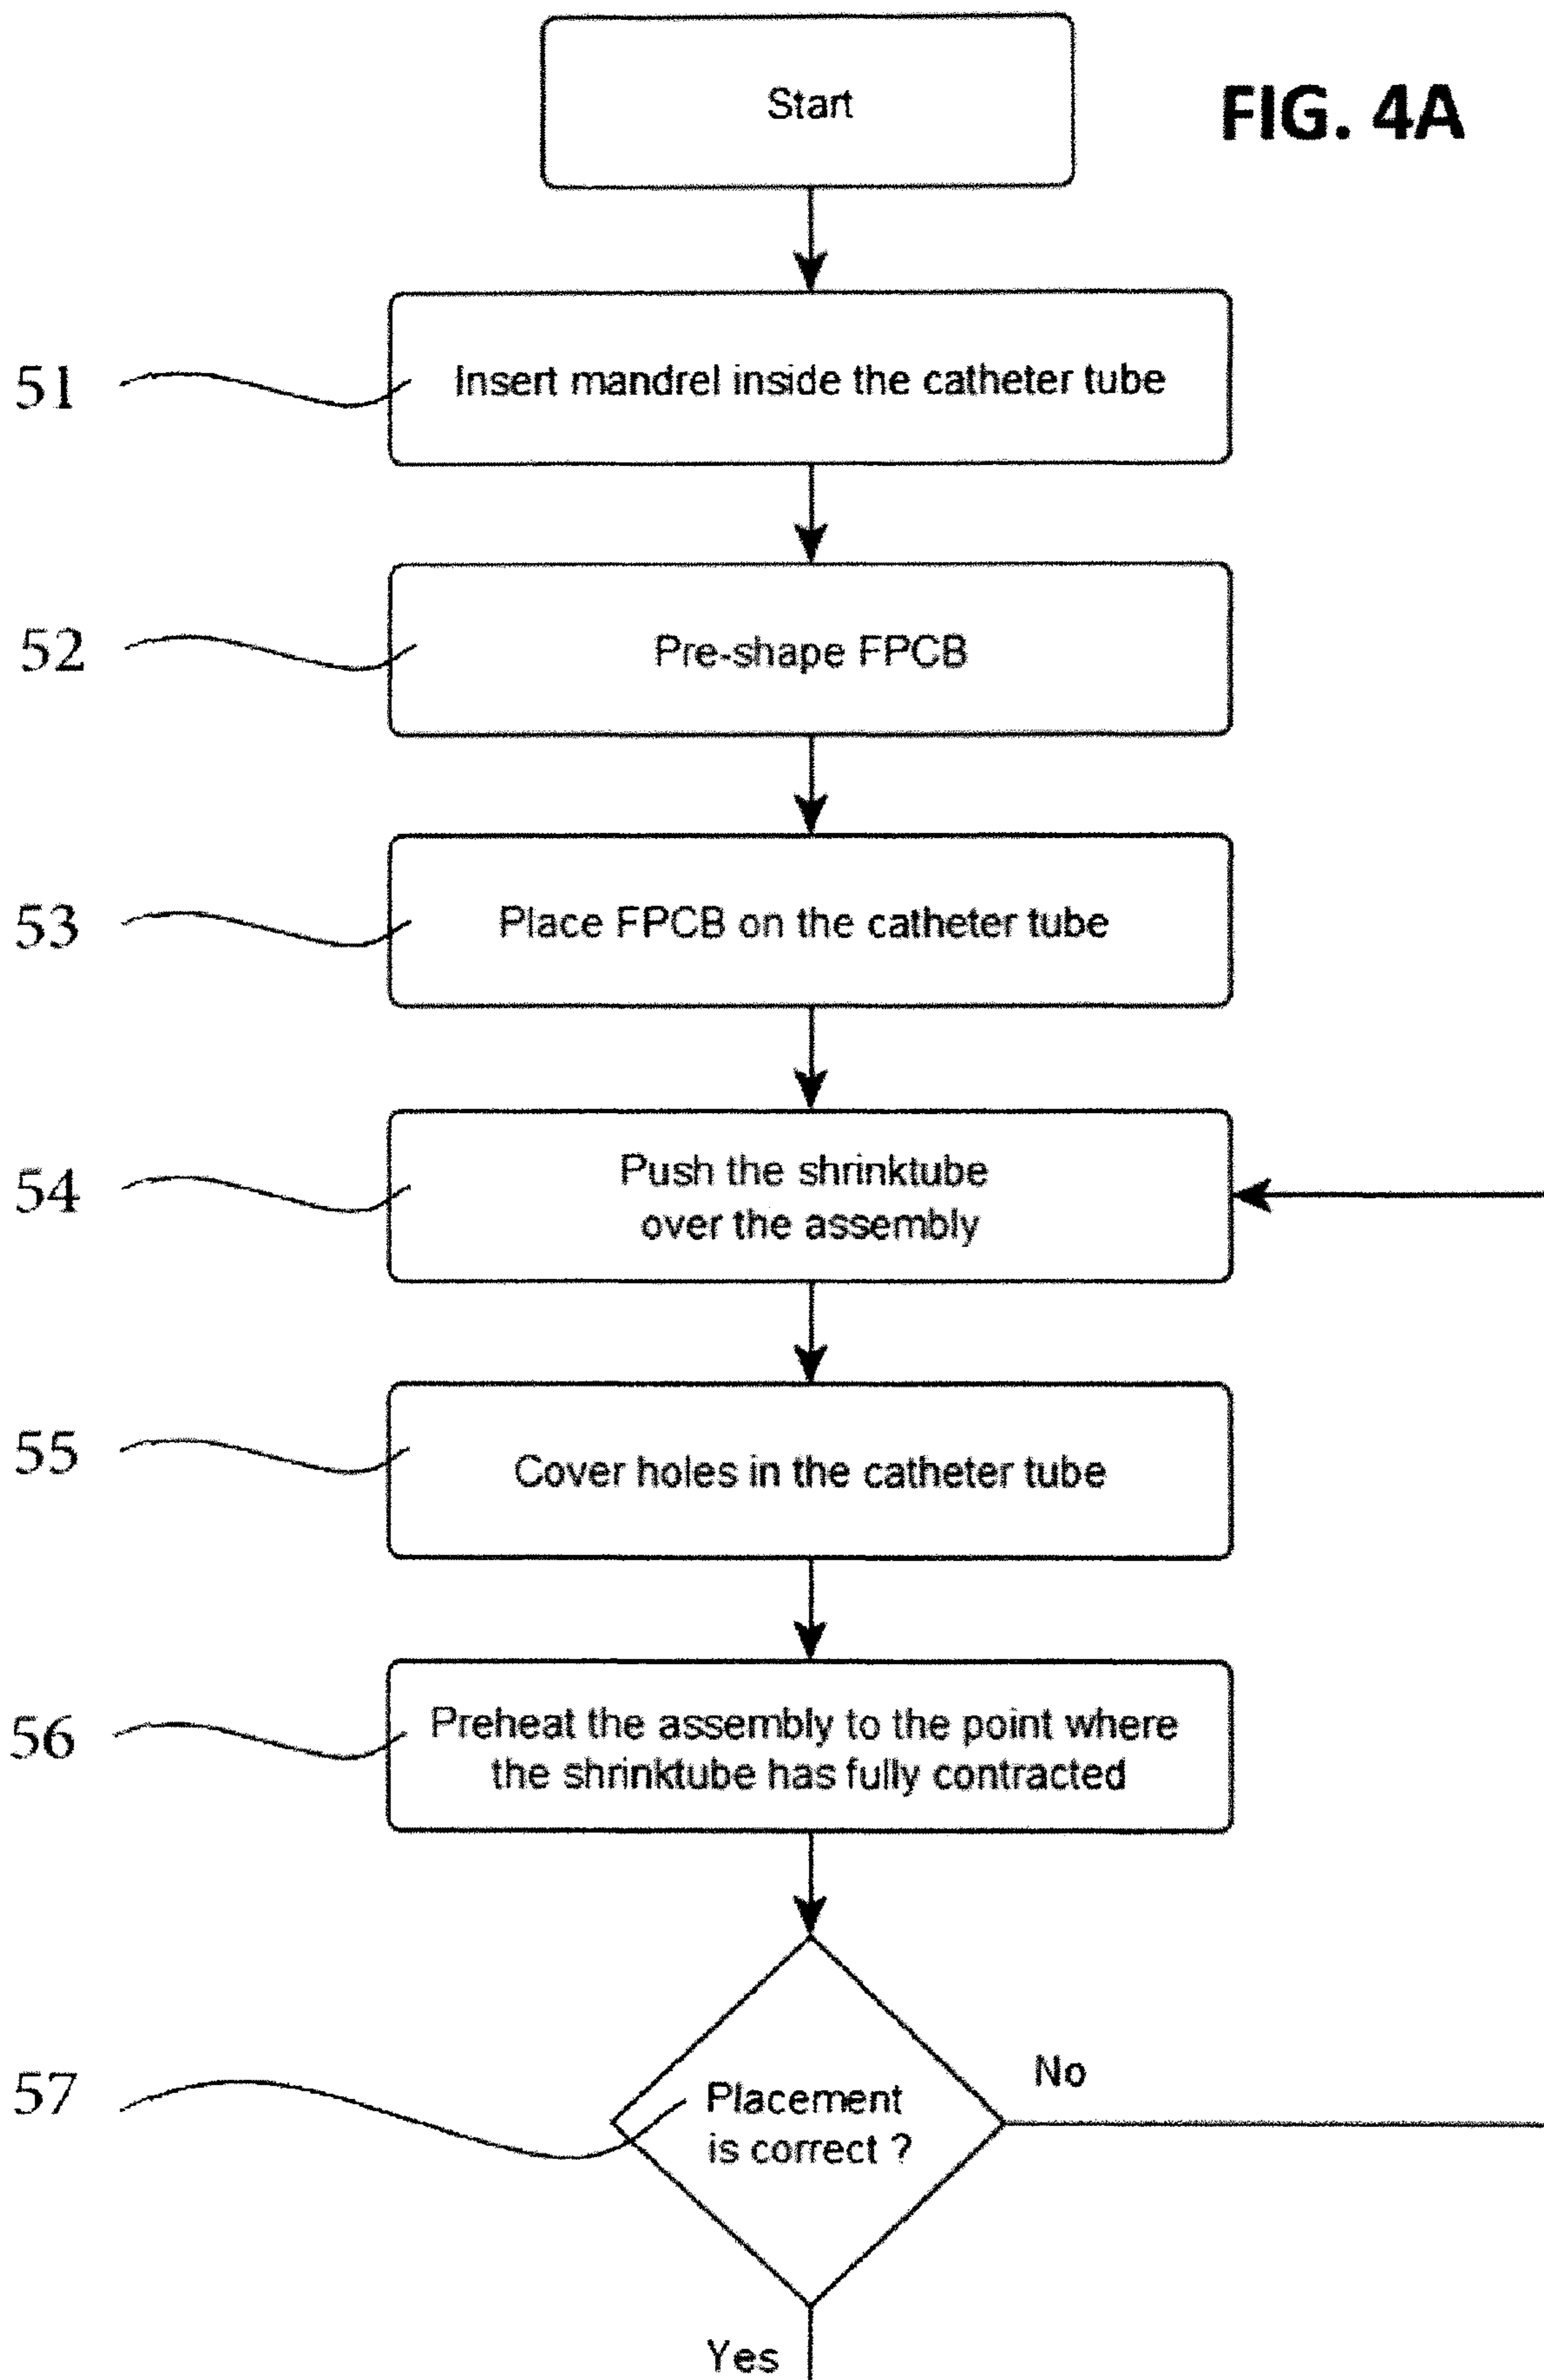 Start
FIG. 4A
51
Insert mandrel inside the catheter tube
52
Pre-shape FPCB
53
Place FPCB on the catheter tube
54
Push the shrinktube
over the assembly
55
Cover holes in the catheter tube
56
Preheat the assembly to the point where
the shrinktube has fully contracted
57
Placement
is correct ?
No
Yes